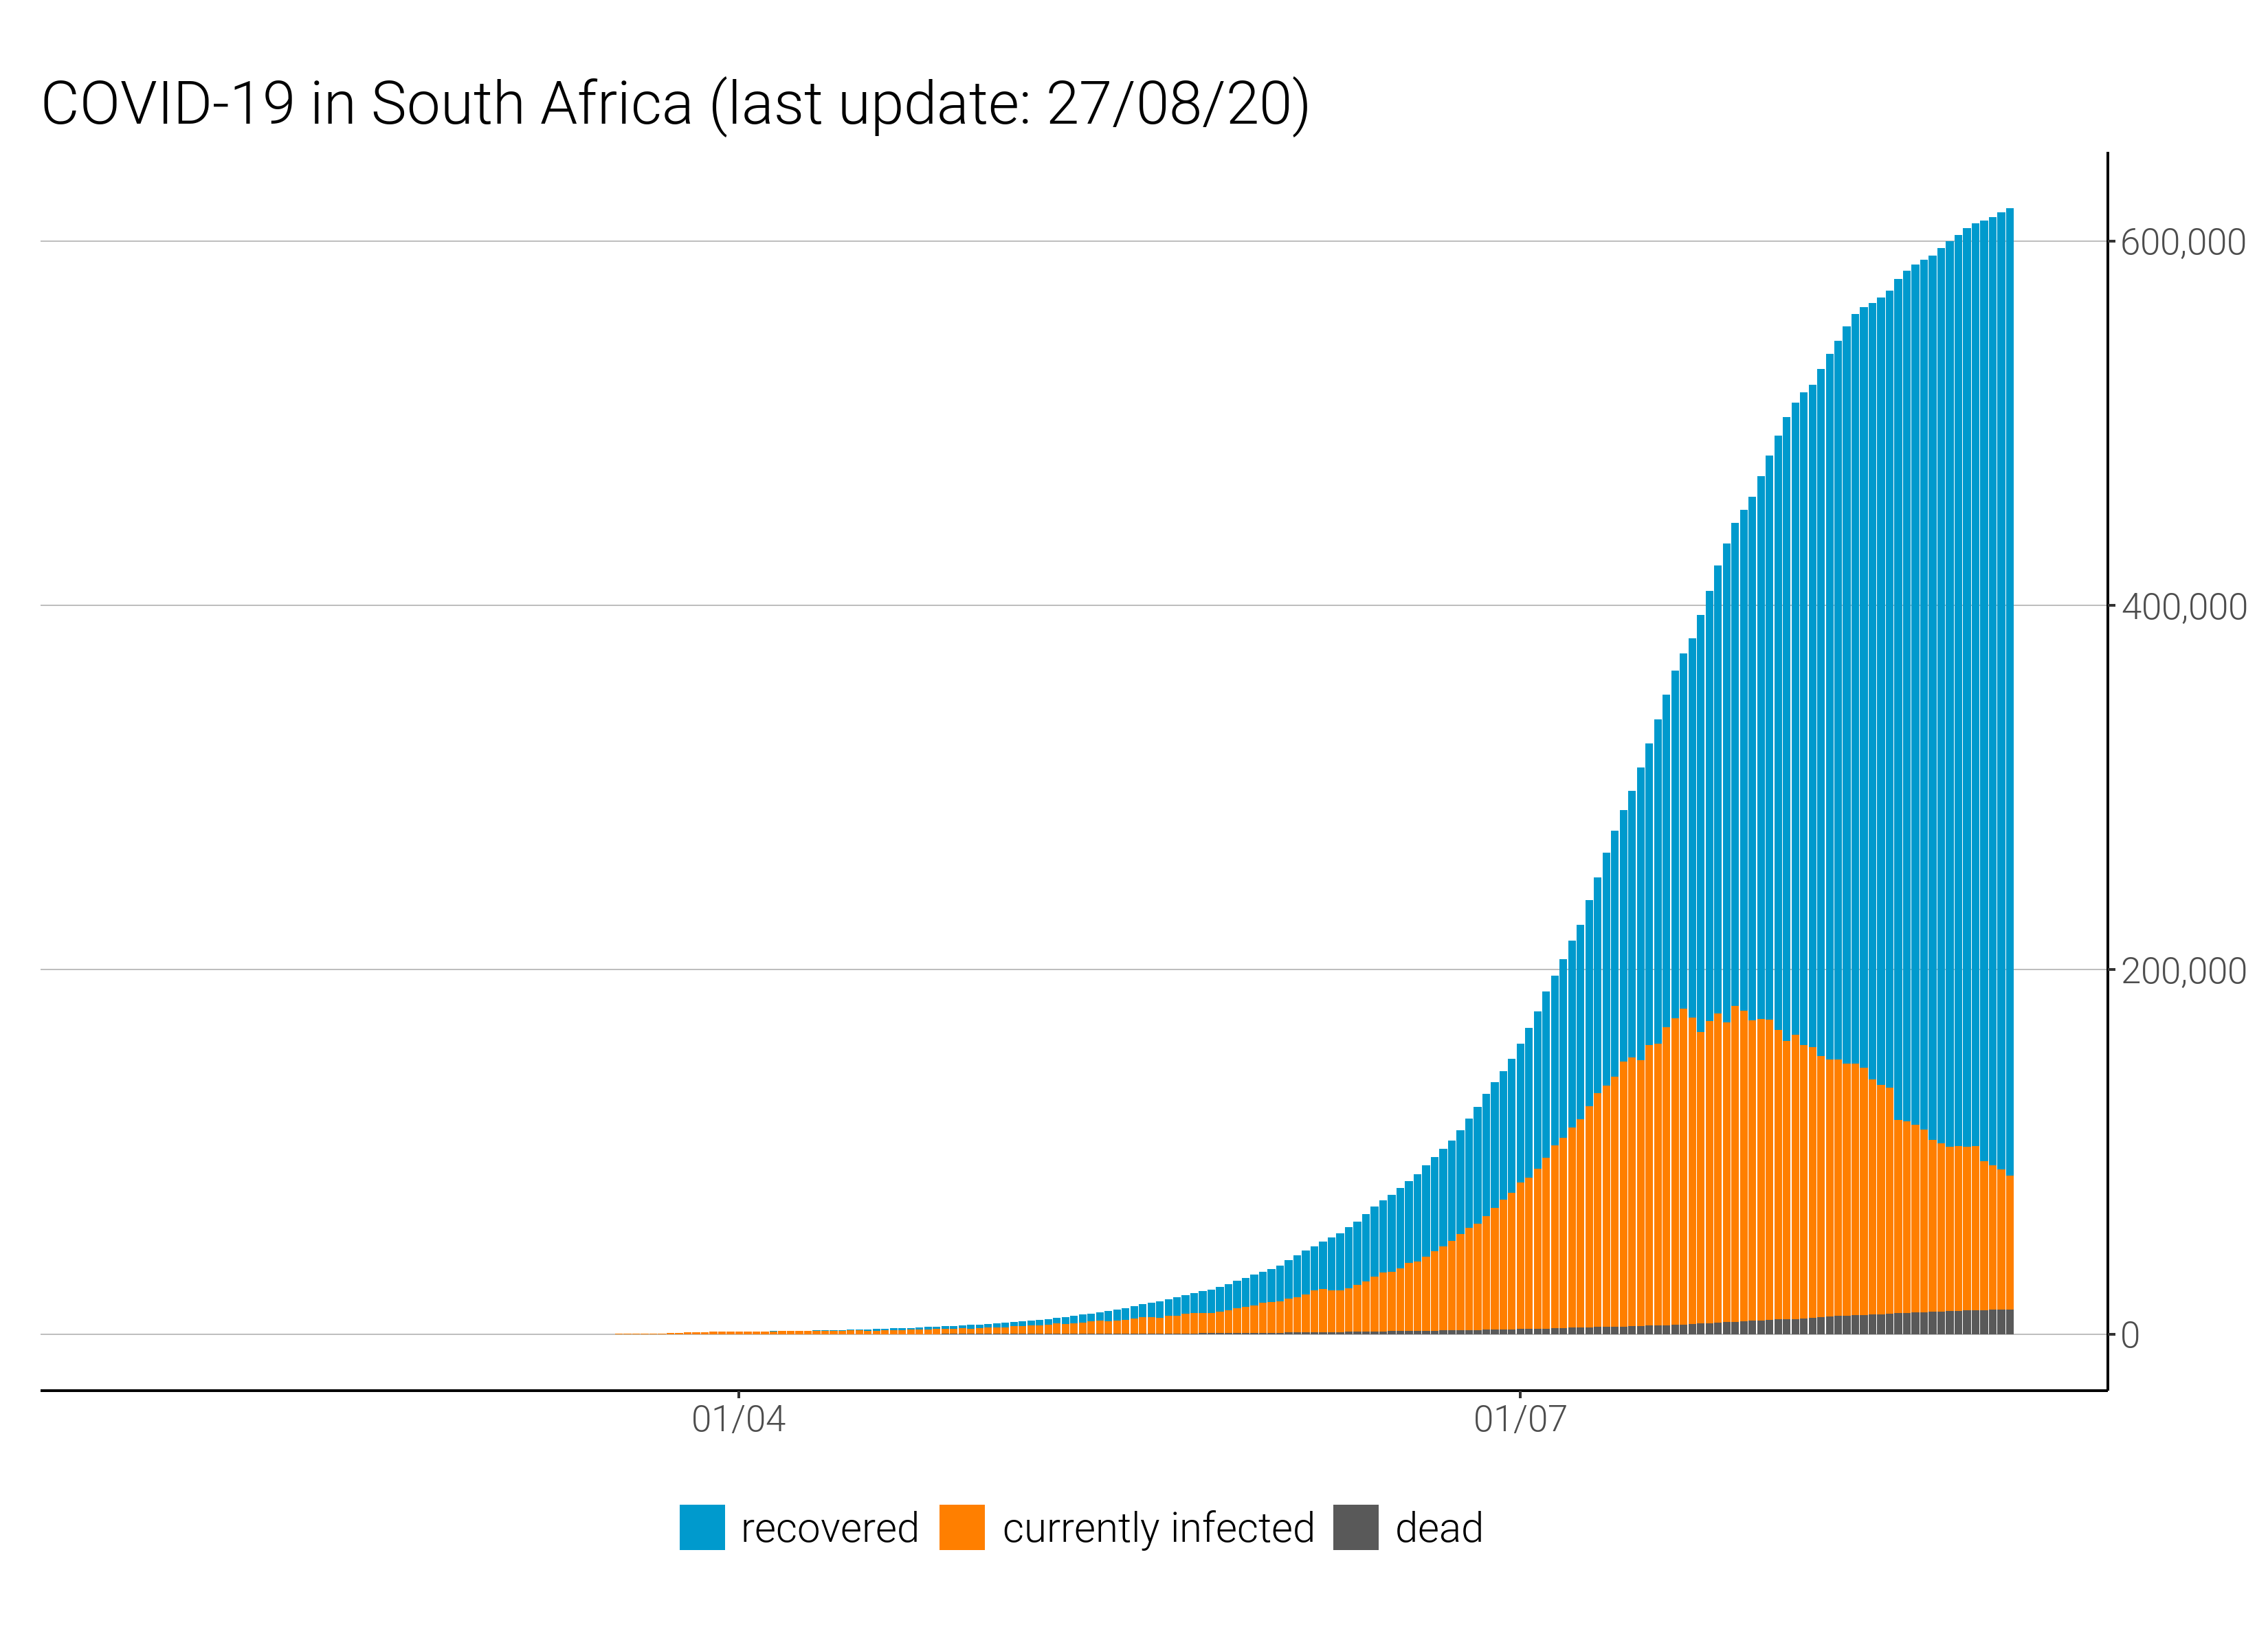 COVID-19 in South Africa (last update: 27/08/20)
600,000
400,000
200,000
0
01/04 01/07
recovered currently infected dead